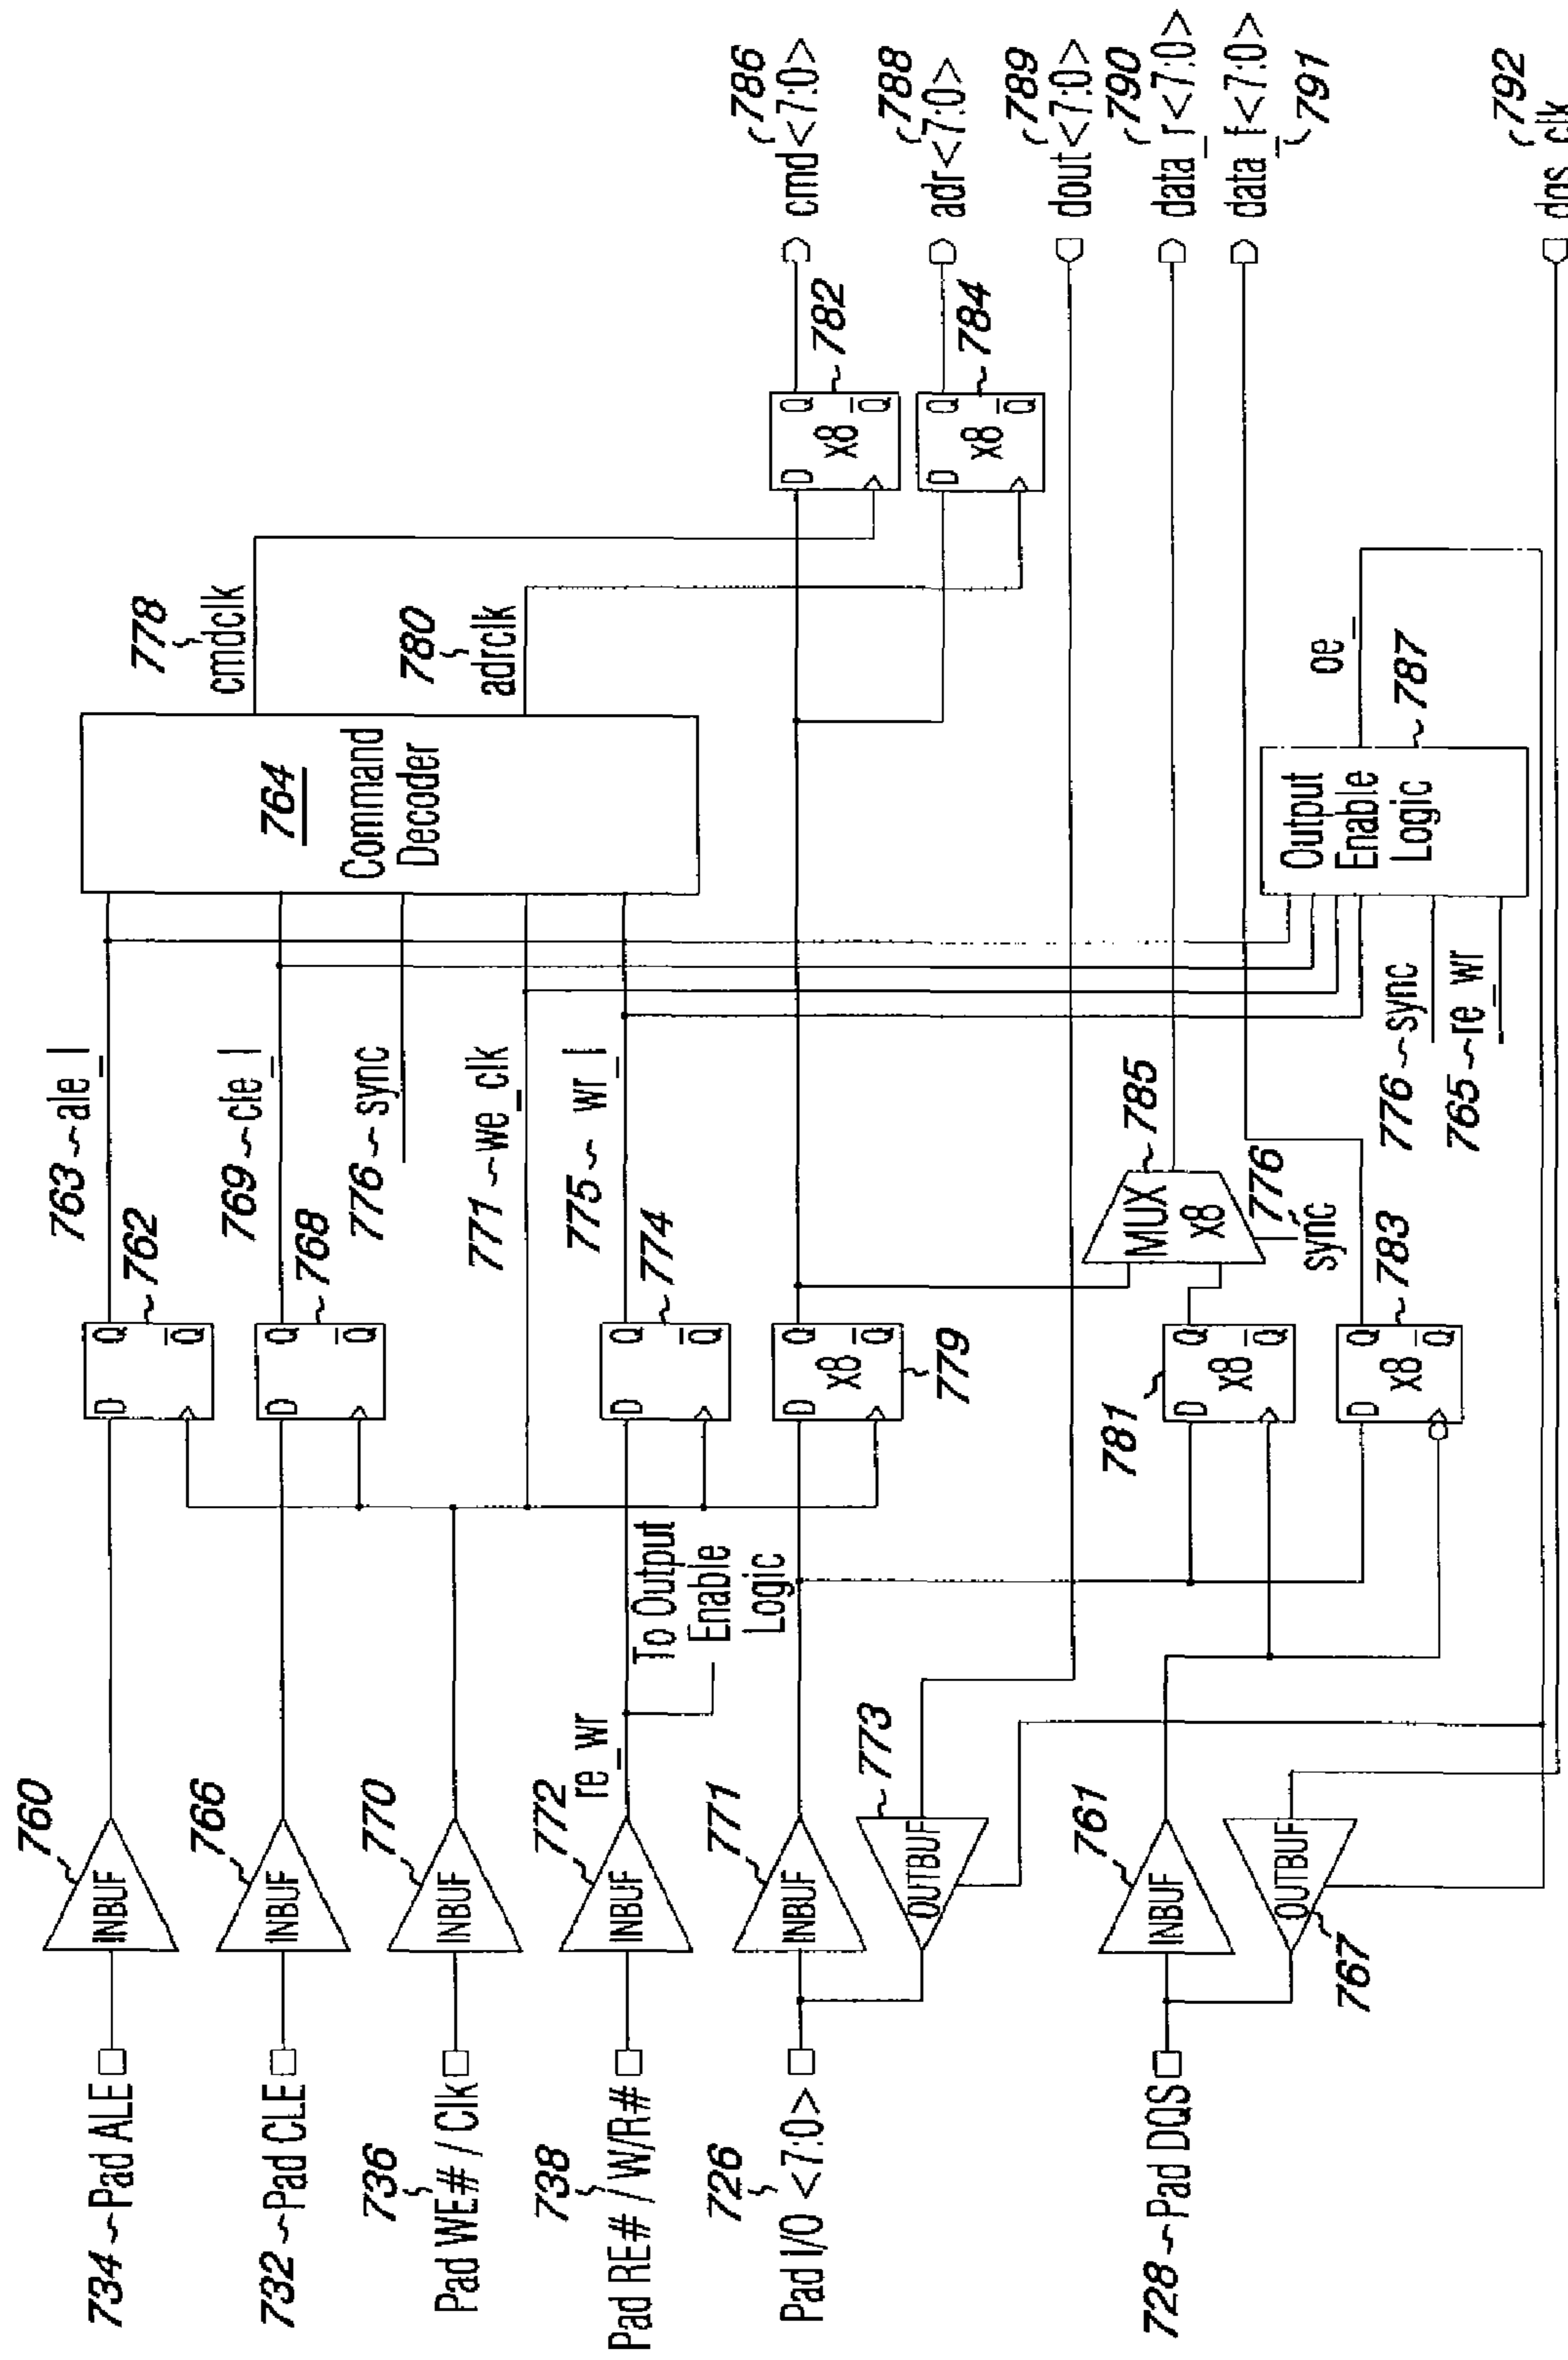 734 ~ Pad ALE
760
INBUF
D Q
Q
762
763 ~ ale_l
732 ~ Pad CLE
766
INBUF
D Q
Q
768
769 ~ cle_l
776 ~ sync
736
Pad WE# / Clk
770
INBUF
771 ~ we_clk
738
Pad RE# / W/R#
772
INBUF
re_wr
To Output
Enable
Logic
D Q
Q
774
775 ~ wr_l
764
Command
Decoder
778
cmdclk
780
adrclk
726
Pad I/O <7:0>
771
INBUF
773
OUTBUF
D Q
x8
Q
779
D Q
x8
Q
782
786
cmd<7:0>
D Q
x8
Q
784
788
adr<7:0>
789
dout<7:0>
728 ~ Pad DQS
761
INBUF
OUTBUF
767
781
D Q
x8
Q
D Q
x8
Q
783
MUX
x8
785
776
sync
790
data_r<7:0>
data_f<7:0>
791
776 ~ sync
765 ~ re_wr
Output
Enable
Logic
787
oe_
792
dqs_clk